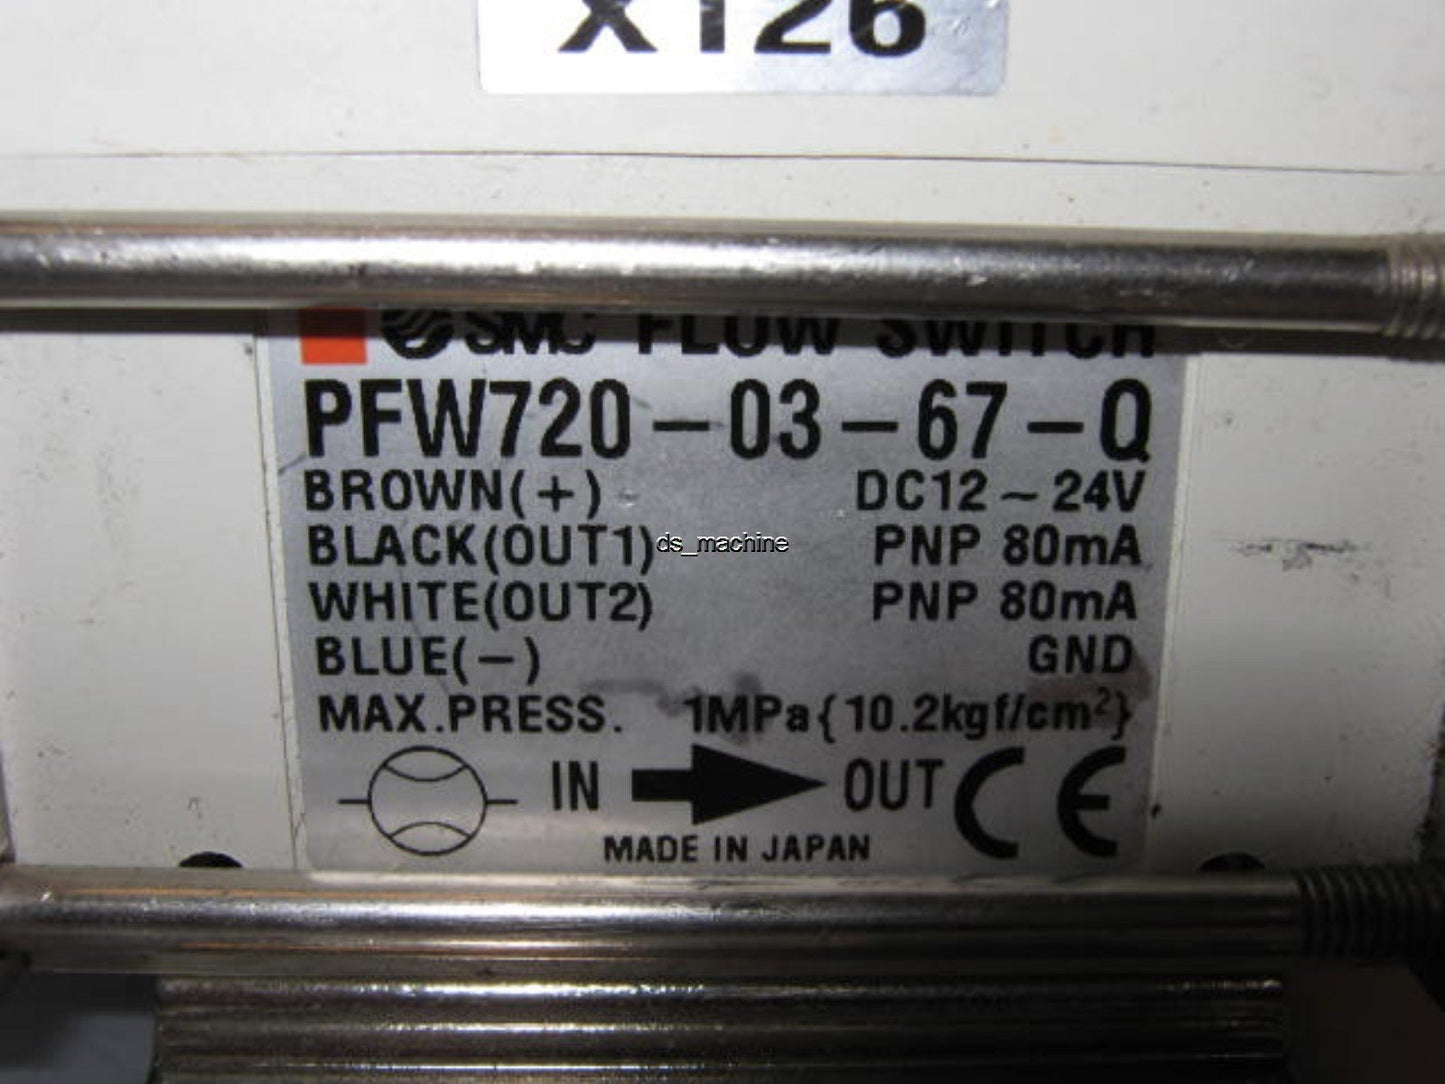 X126
SMC FLOW SWITCH
PFW720-03-67-Q
BROWN(+) DC12~24V
BLACK(OUT1) PNP 80mA
ds_machine
WHITE(OUT2) PNP 80mA
BLUE(-) GND
MAX.PRESS. 1MPa{10.2kgf/cm²}
IN OUT CE
MADE IN JAPAN